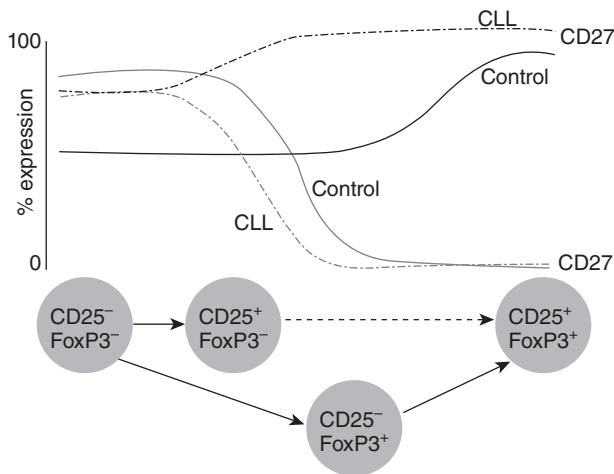 CLL
100
CD27
Control
% expression
Control
CLL
0
CD27
CD25⁻
FoxP3⁻
CD25⁺
FoxP3⁻
CD25⁺
FoxP3⁺
CD25⁻
FoxP3⁺